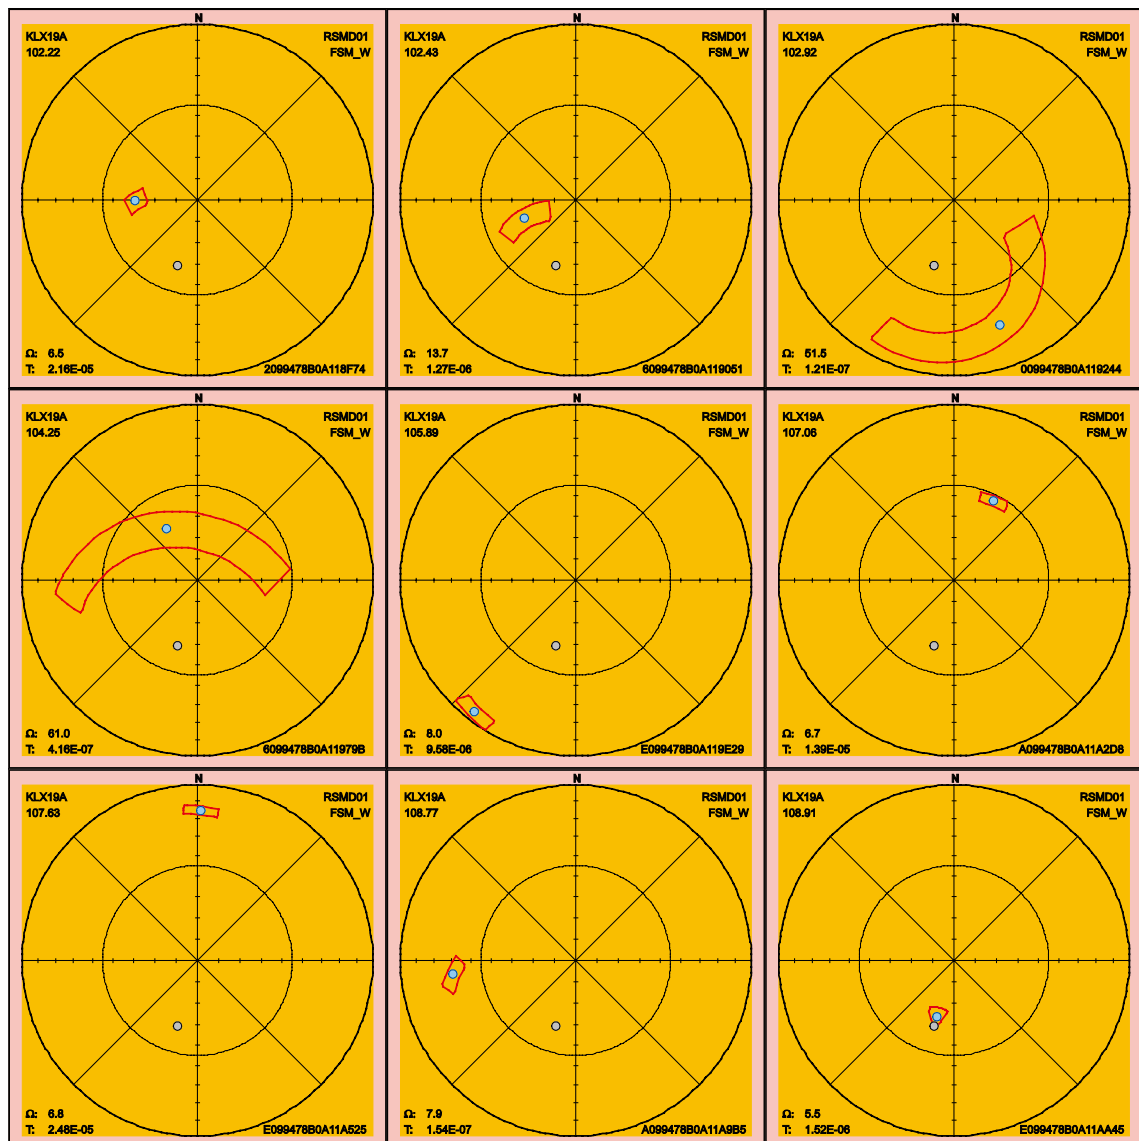 N
KLX19A RSMD01
102.22 FSM_W
Ω: 6.5
T: 2.16E-05 2099478B0A118F74
N
KLX19A RSMD01
102.43 FSM_W
Ω: 13.7
T: 1.27E-06 6099478B0A119051
N
KLX19A RSMD01
102.92 FSM_W
Ω: 51.5
T: 1.21E-07 0099478B0A119244
N
KLX19A RSMD01
104.25 FSM_W
Ω: 61.0
T: 4.16E-07 6099478B0A11979B
N
KLX19A RSMD01
105.89 FSM_W
Ω: 8.0
T: 9.58E-06 E099478B0A119E29
N
KLX19A RSMD01
107.06 FSM_W
Ω: 6.7
T: 1.39E-05 A099478B0A11A2D8
N
KLX19A RSMD01
107.63 FSM_W
Ω: 6.8
T: 2.48E-05 E099478B0A11A525
N
KLX19A RSMD01
108.77 FSM_W
Ω: 7.9
T: 1.54E-07 A099478B0A11A9B5
N
KLX19A RSMD01
108.91 FSM_W
Ω: 5.5
T: 1.52E-06 E099478B0A11AA45